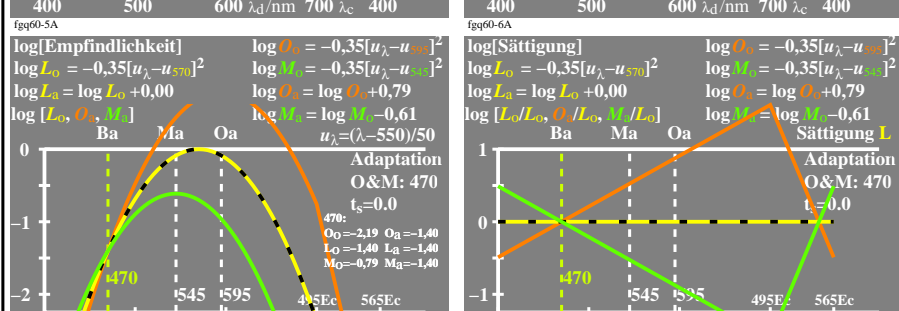 400 500 600 λd/nm 700 λc 400
400 500 600 λd/nm 700 λc 400
fgq60-5A
log[Empfindlichkeit] log Oo = −0,35[uλ−u595]²
log Lo = −0,35[uλ−u570]² log Mo = −0,35[uλ−u545]²
log La = log Lo +0,00 log Oa = log Oo+0,79
log [Lo, Oa, Ma] log Ma = log Mo−0,61
Ba Ma Oa uλ=(λ−550)/50
0 Adaptation
O&M: 470
ts=0.0
470:
−1 Oo=−2,19 Oa=−1,40
Lo=−1,40 La=−1,40
Mo=−0,79 Ma=−1,40
470
−2 545 595 495Ec 565Ec
fgq60-6A
log[Sättigung] log Oo = −0,35[uλ−u595]²
log Lo = −0,35[uλ−u570]² log Mo = −0,35[uλ−u545]²
log La = log Lo +0,00 log Oa = log Oo+0,79
log [Lo/Lo, Oa/Lo, Ma/Lo] log Ma = log Mo−0,61
Ba Ma Oa Sättigung L
1 Adaptation
O&M: 470
ts=0.0
0
470
−1 545 595 495Ec 565Ec